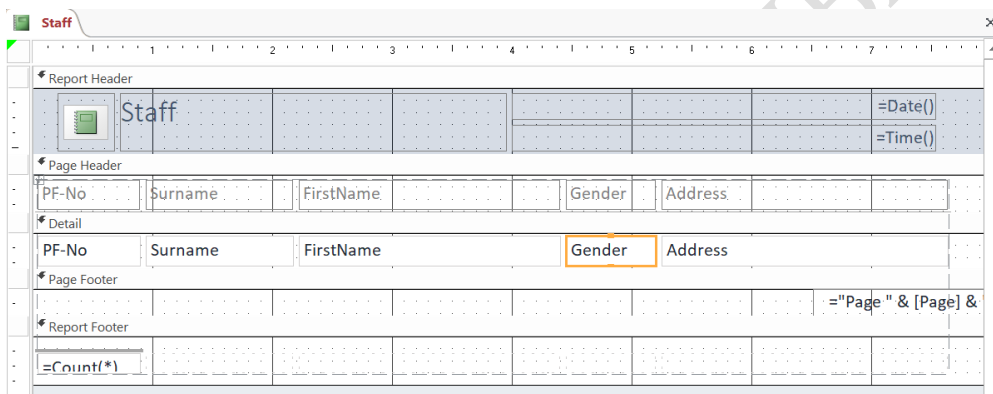 Staff
1 2 3 4 5 6 7
Report Header
Staff
=Date()
=Time()
Page Header
PF-No Surname FirstName Gender Address
Detail
PF-No Surname FirstName Gender Address
Page Footer
="Page " & [Page] &
Report Footer
=Count(*)